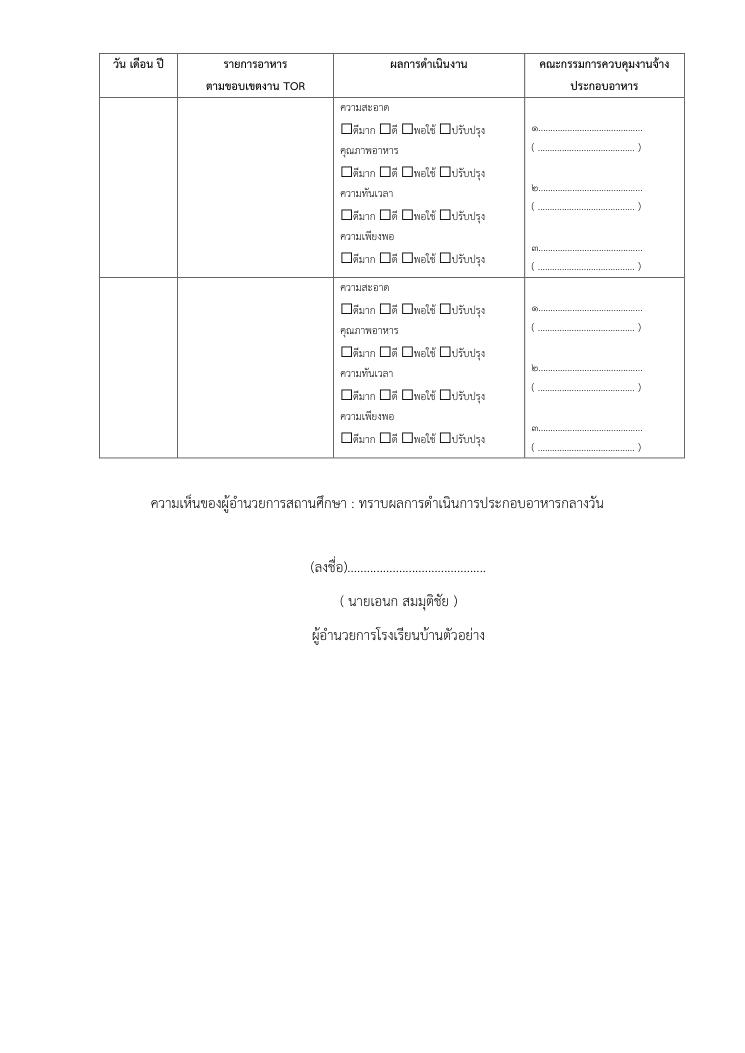 วัน เดือน ปี
รายการอาหาร
ตามขอบเขตงาน TOR
ผลการดำเนินงาน
คณะกรรมการควบคุมงานจ้าง
ประกอบอาหาร
ความสะอาด
☐ดีมาก ☐ดี ☐พอใช้ ☐ปรับปรุง
คุณภาพอาหาร
☐ดีมาก ☐ดี ☐พอใช้ ☐ปรับปรุง
ความทันเวลา
☐ดีมาก ☐ดี ☐พอใช้ ☐ปรับปรุง
ความเพียงพอ
☐ดีมาก ☐ดี ☐พอใช้ ☐ปรับปรุง
๑...........................................
( ........................................ )
๒...........................................
( ........................................ )
๓...........................................
( ........................................ )
ความสะอาด
☐ดีมาก ☐ดี ☐พอใช้ ☐ปรับปรุง
คุณภาพอาหาร
☐ดีมาก ☐ดี ☐พอใช้ ☐ปรับปรุง
ความทันเวลา
☐ดีมาก ☐ดี ☐พอใช้ ☐ปรับปรุง
ความเพียงพอ
☐ดีมาก ☐ดี ☐พอใช้ ☐ปรับปรุง
๑...........................................
( ........................................ )
๒...........................................
( ........................................ )
๓...........................................
( ........................................ )
ความเห็นของผู้อำนวยการสถานศึกษา : ทราบผลการดำเนินการประกอบอาหารกลางวัน
(ลงชื่อ)...........................................
( นายเอนก สมมุติชัย )
ผู้อำนวยการโรงเรียนบ้านตัวอย่าง